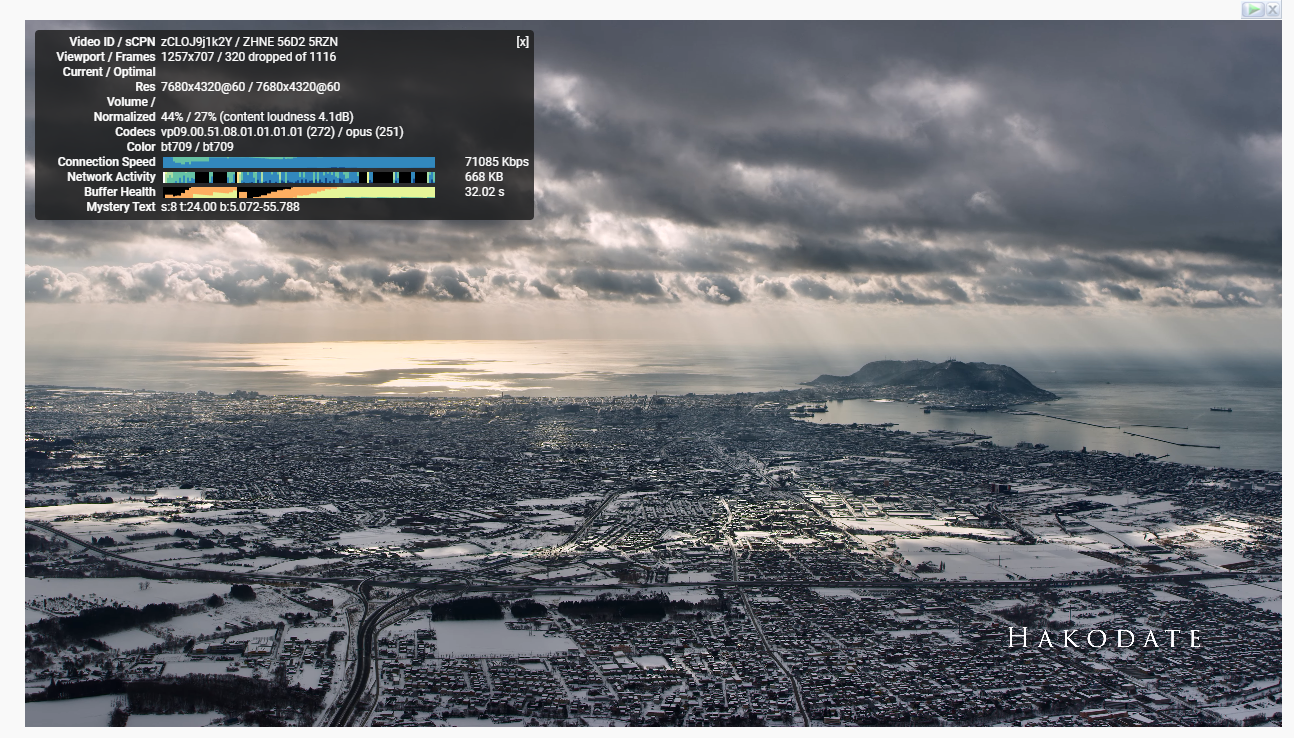 Video ID / sCPN zCLOJ9j1k2Y / ZHNE 56D2 5RZN [x]
Viewport / Frames 1257x707 / 320 dropped of 1116
Current / Optimal
Res 7680x4320@60 / 7680x4320@60
Volume /
Normalized 44% / 27% (content loudness 4.1dB)
Codecs vp09.00.51.08.01.01.01.01 (272) / opus (251)
Color bt709 / bt709
Connection Speed 71085 Kbps
Network Activity 668 KB
Buffer Health 32.02 s
Mystery Text s:8 t:24.00 b:5.072-55.788
HAKODATE